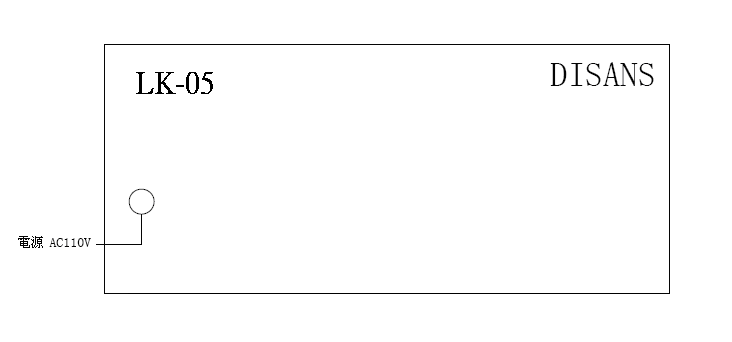 LK-05
DISANS
電源 AC110V